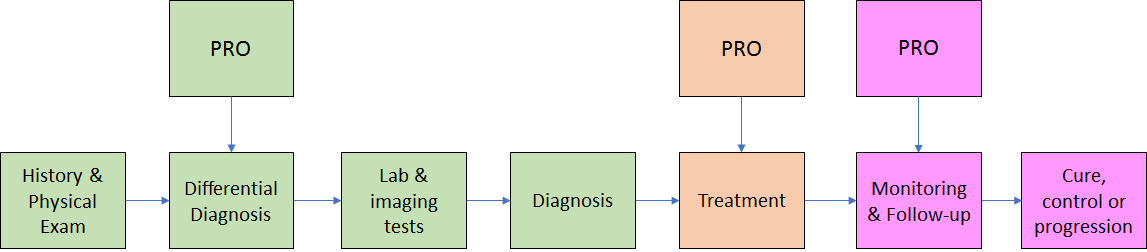 PRO
PRO
PRO
History &
Physical
Exam
Differential
Diagnosis
Lab &
imaging
tests
Diagnosis
Treatment
Monitoring
& Follow-up
Cure,
control or
progression